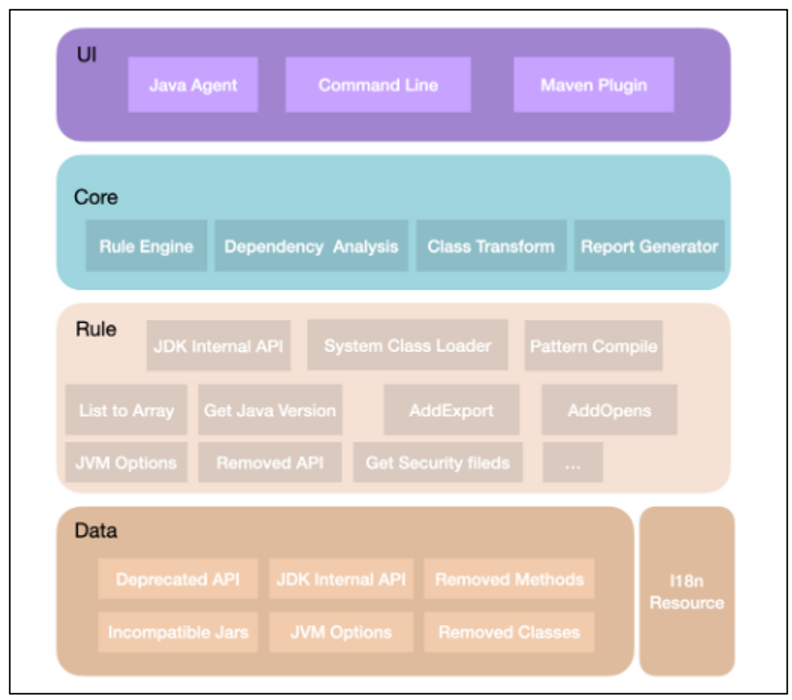 UI
Java Agent
Command Line
Maven Plugin
Core
Rule Engine
Dependency Analysis
Class Transform
Report Generator
Rule
JDK Internal API
System Class Loader
Pattern Compile
List to Array
Get Java Version
AddExport
AddOpens
JVM Options
Removed API
Get Security fileds
...
Data
Deprecated API
JDK Internal API
Removed Methods
Incompatible Jars
JVM Options
Removed Classes
I18n
Resource